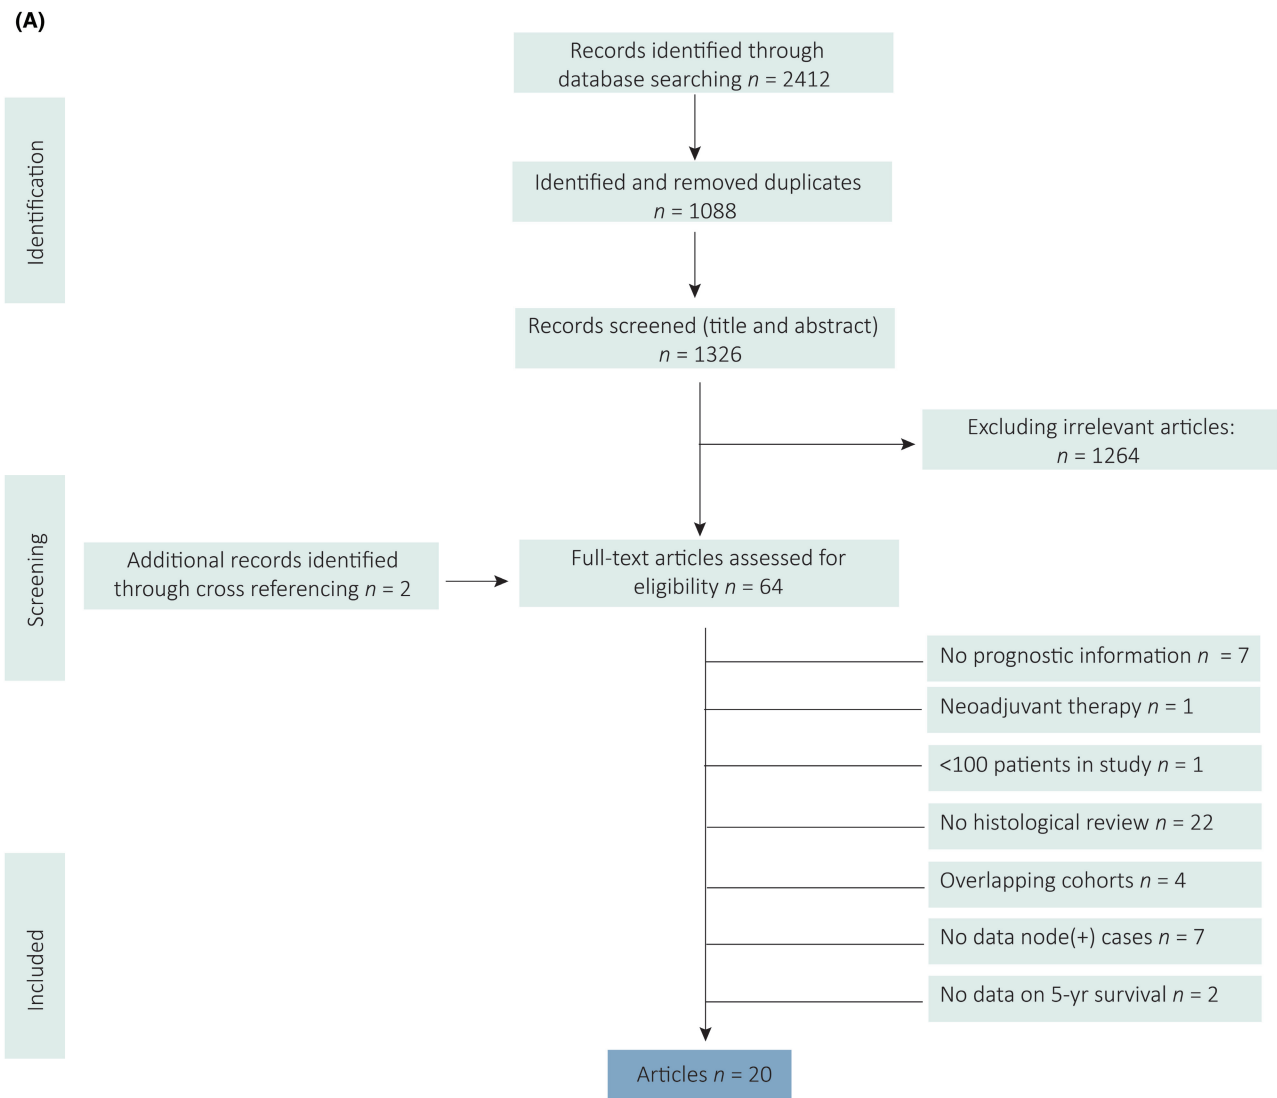 (A)
Records identified through
database searching n = 2412
Identification
Identified and removed duplicates
n = 1088
Records screened (title and abstract)
n = 1326
Excluding irrelevant articles:
n = 1264
Screening
Additional records identified
through cross referencing n = 2
Full-text articles assessed for
eligibility n = 64
No prognostic information n = 7
Neoadjuvant therapy n = 1
<100 patients in study n = 1
No histological review n = 22
Overlapping cohorts n = 4
Included
No data node(+) cases n = 7
No data on 5-yr survival n = 2
Articles n = 20